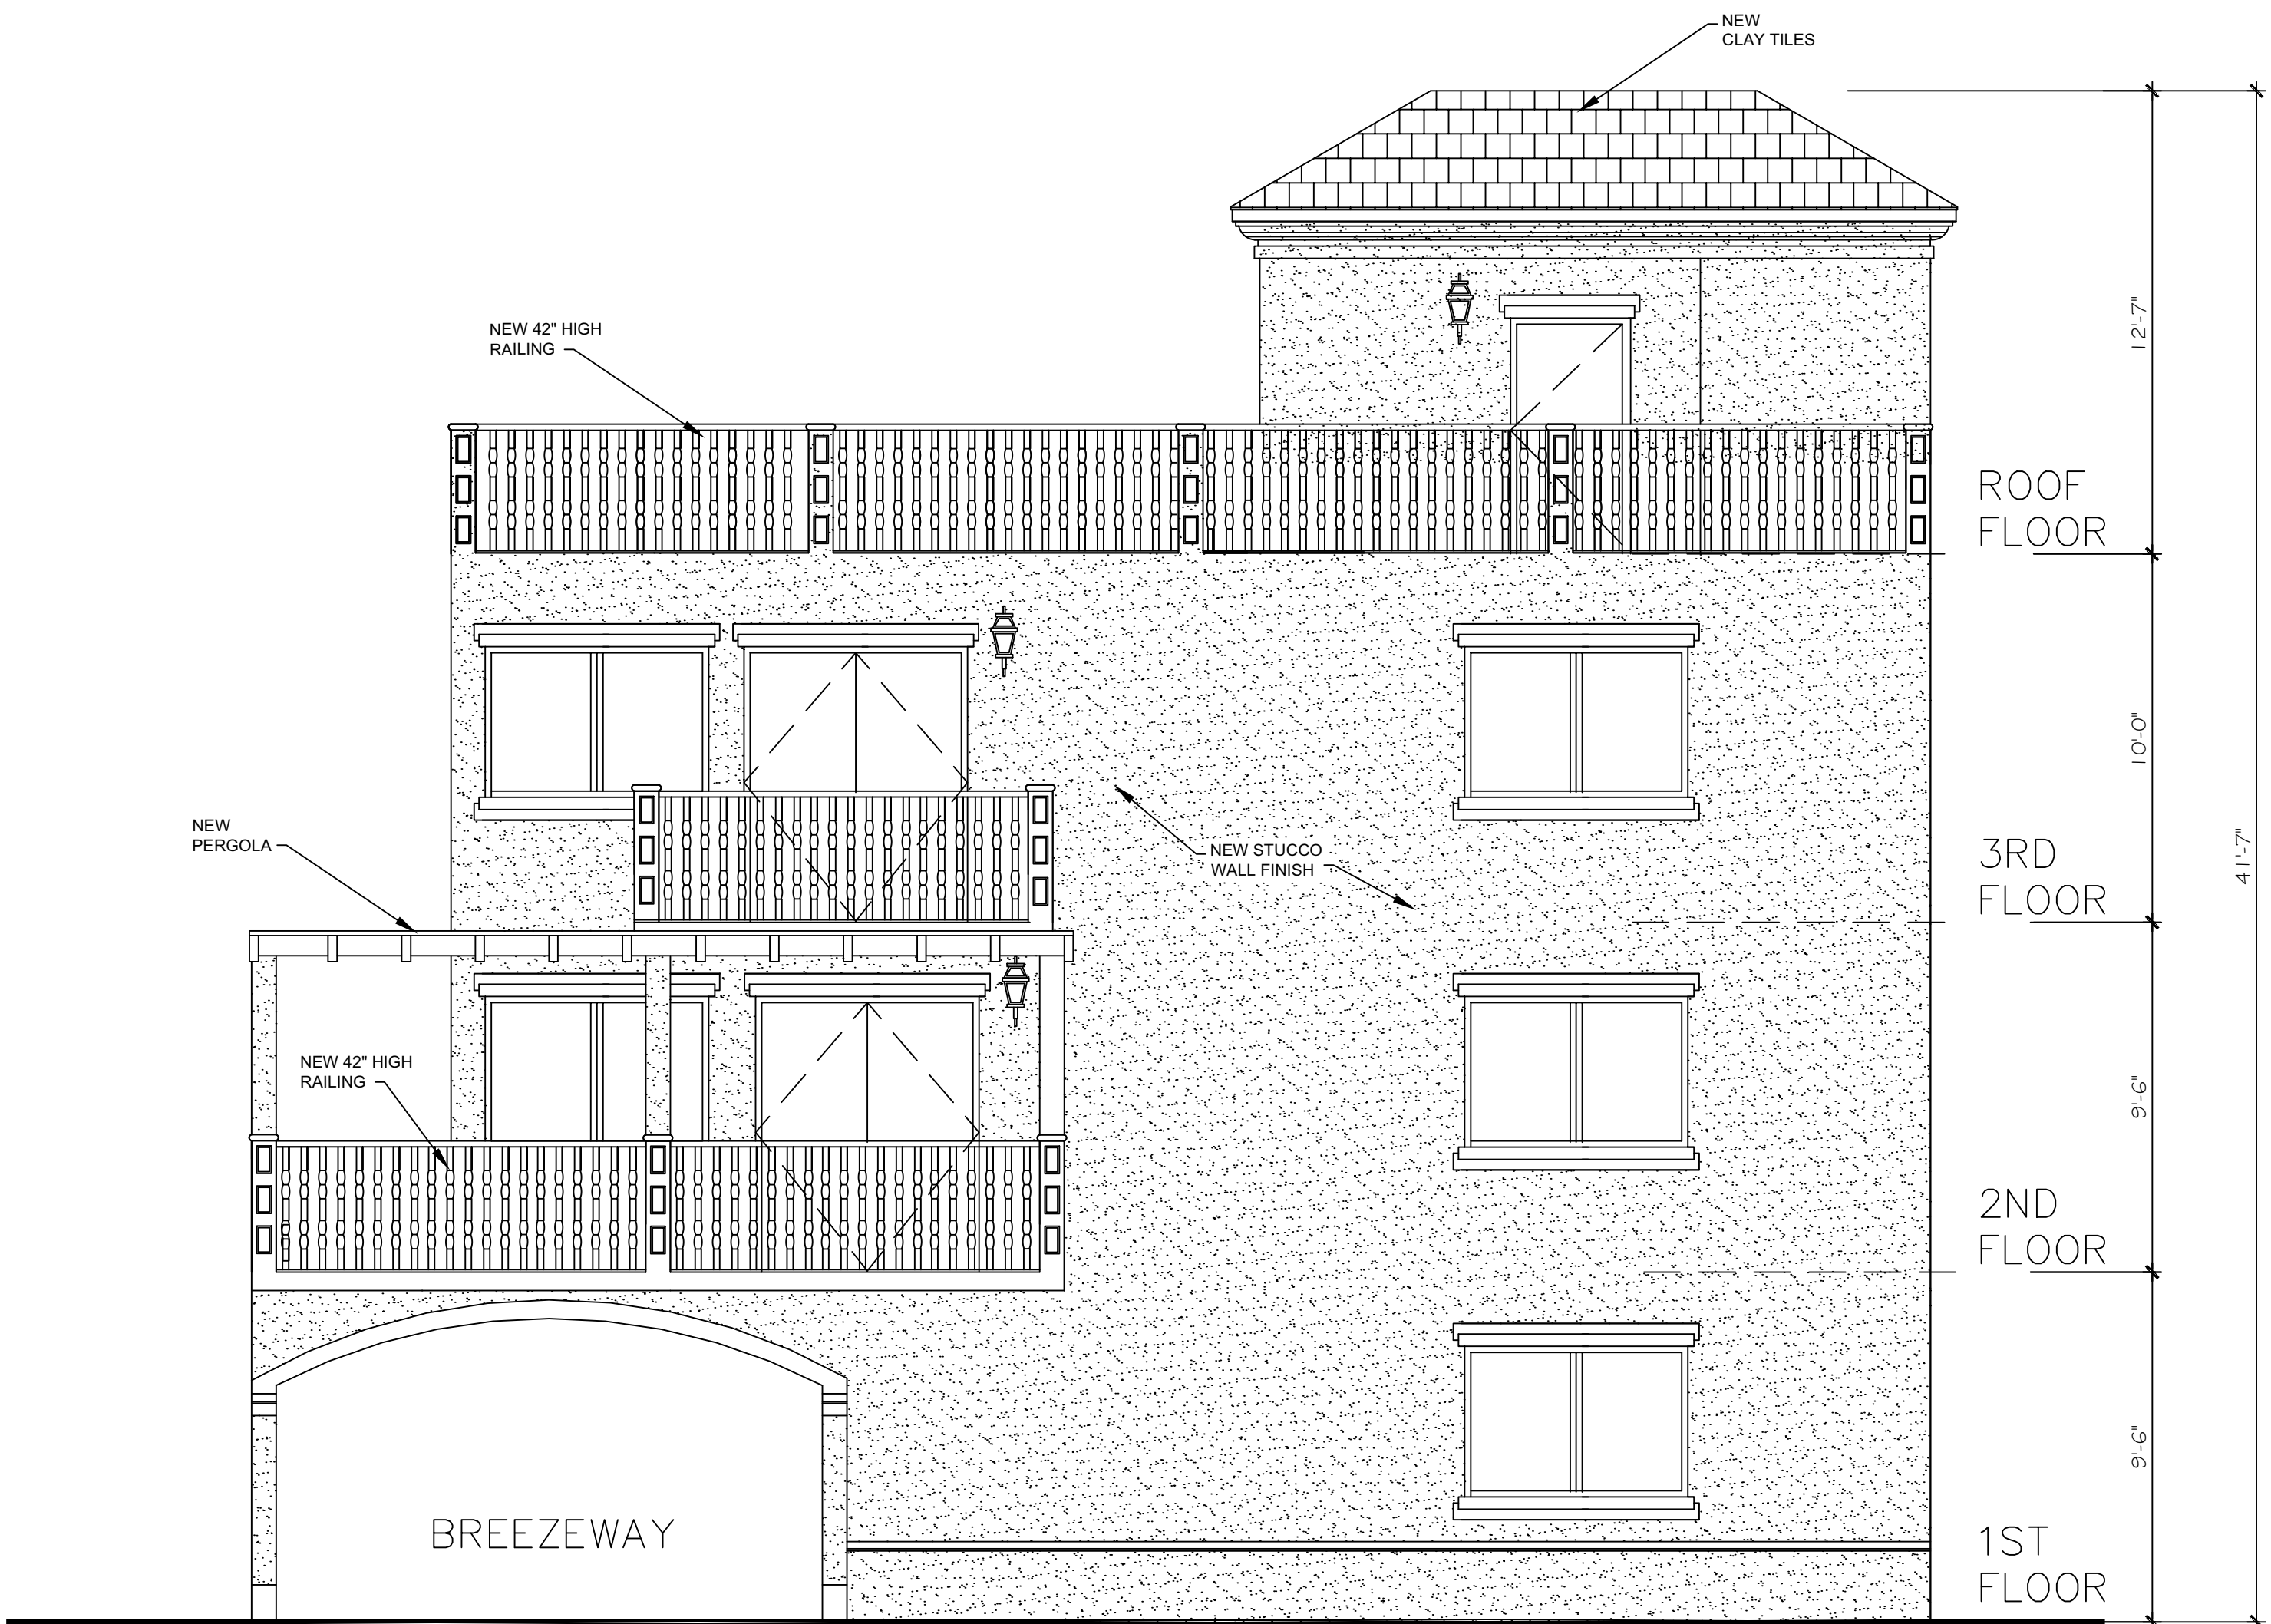 NEW
CLAY TILES
NEW 42" HIGH
RAILING
12'-7"
ROOF
FLOOR
10'-0"
NEW
PERGOLA
NEW STUCCO
WALL FINISH
3RD
FLOOR
41'-7"
NEW 42" HIGH
RAILING
9'-6"
2ND
FLOOR
9'-6"
BREEZEWAY
1ST
FLOOR